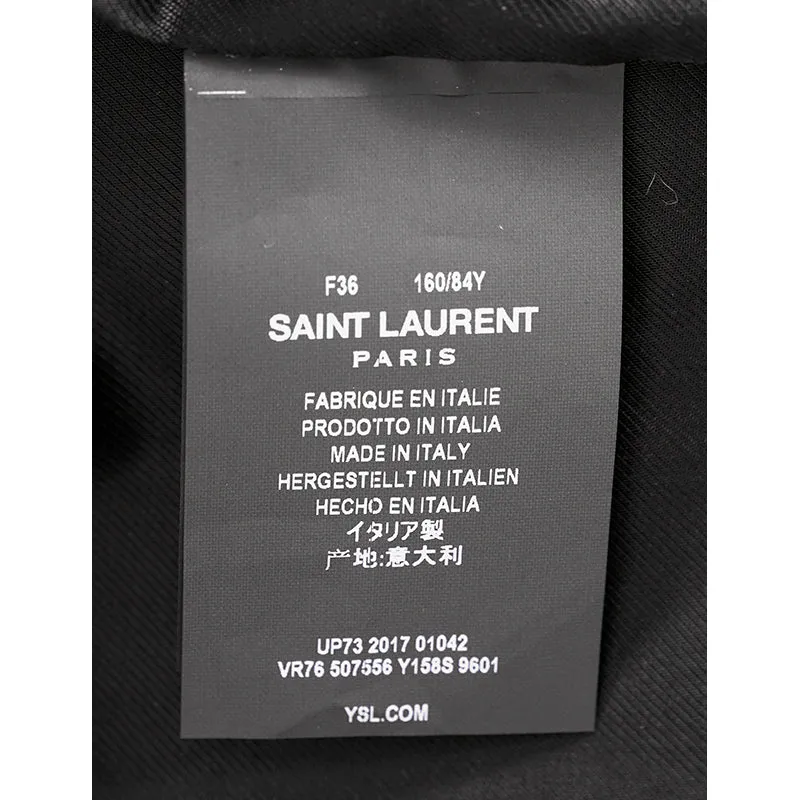 F36 160/84Y
SAINT LAURENT
PARIS
FABRIQUE EN ITALIE
PRODOTTO IN ITALIA
MADE IN ITALY
HERGESTELLT IN ITALIEN
HECHO EN ITALIA
イタリア製
产地:意大利
UP73 2017 01042
VR76 507556 Y158S 9601
YSL.COM